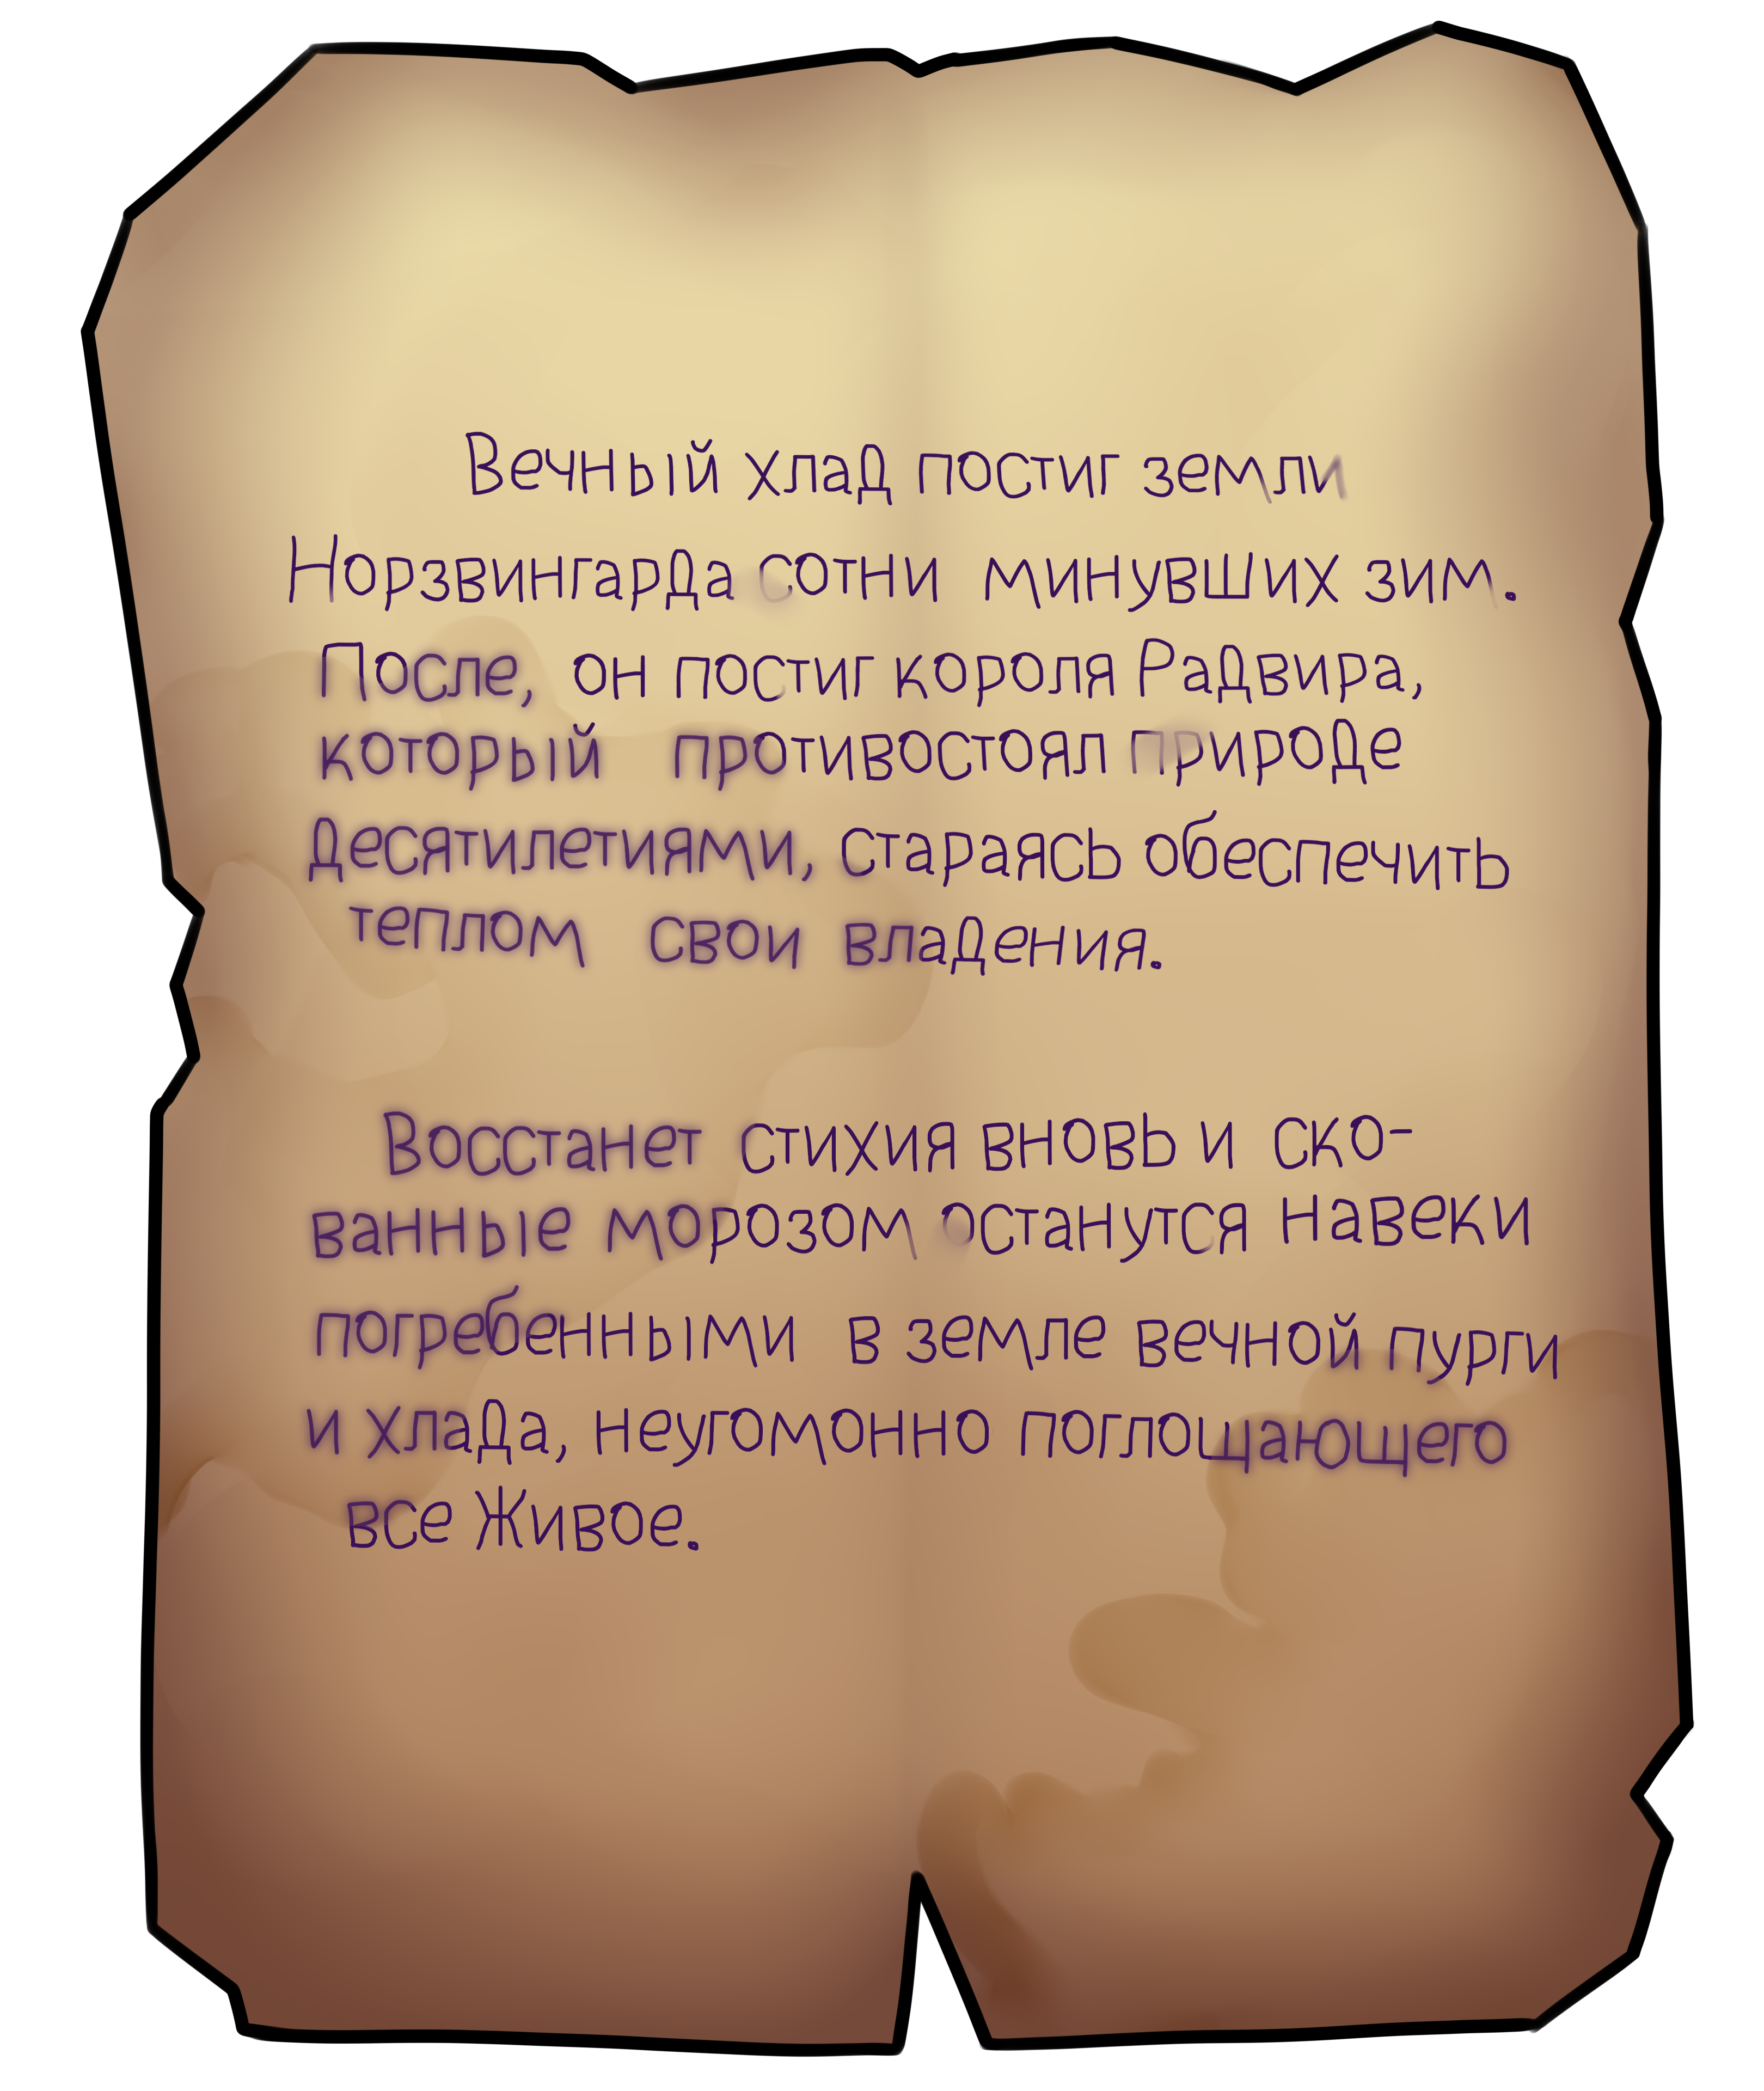 Вечный хлад постиг земли
Норзвингарда сотни минувших зим.
После, он постиг короля Радвира,
который противостоял природе
десятилетиями, стараясь обеспечить
теплом свои владения.
Восстанет стихия вновь и ско-
ванные морозом останутся навеки
погребенными в земле вечной пурги
и хлада, неугомонно поглощающего
все живое.